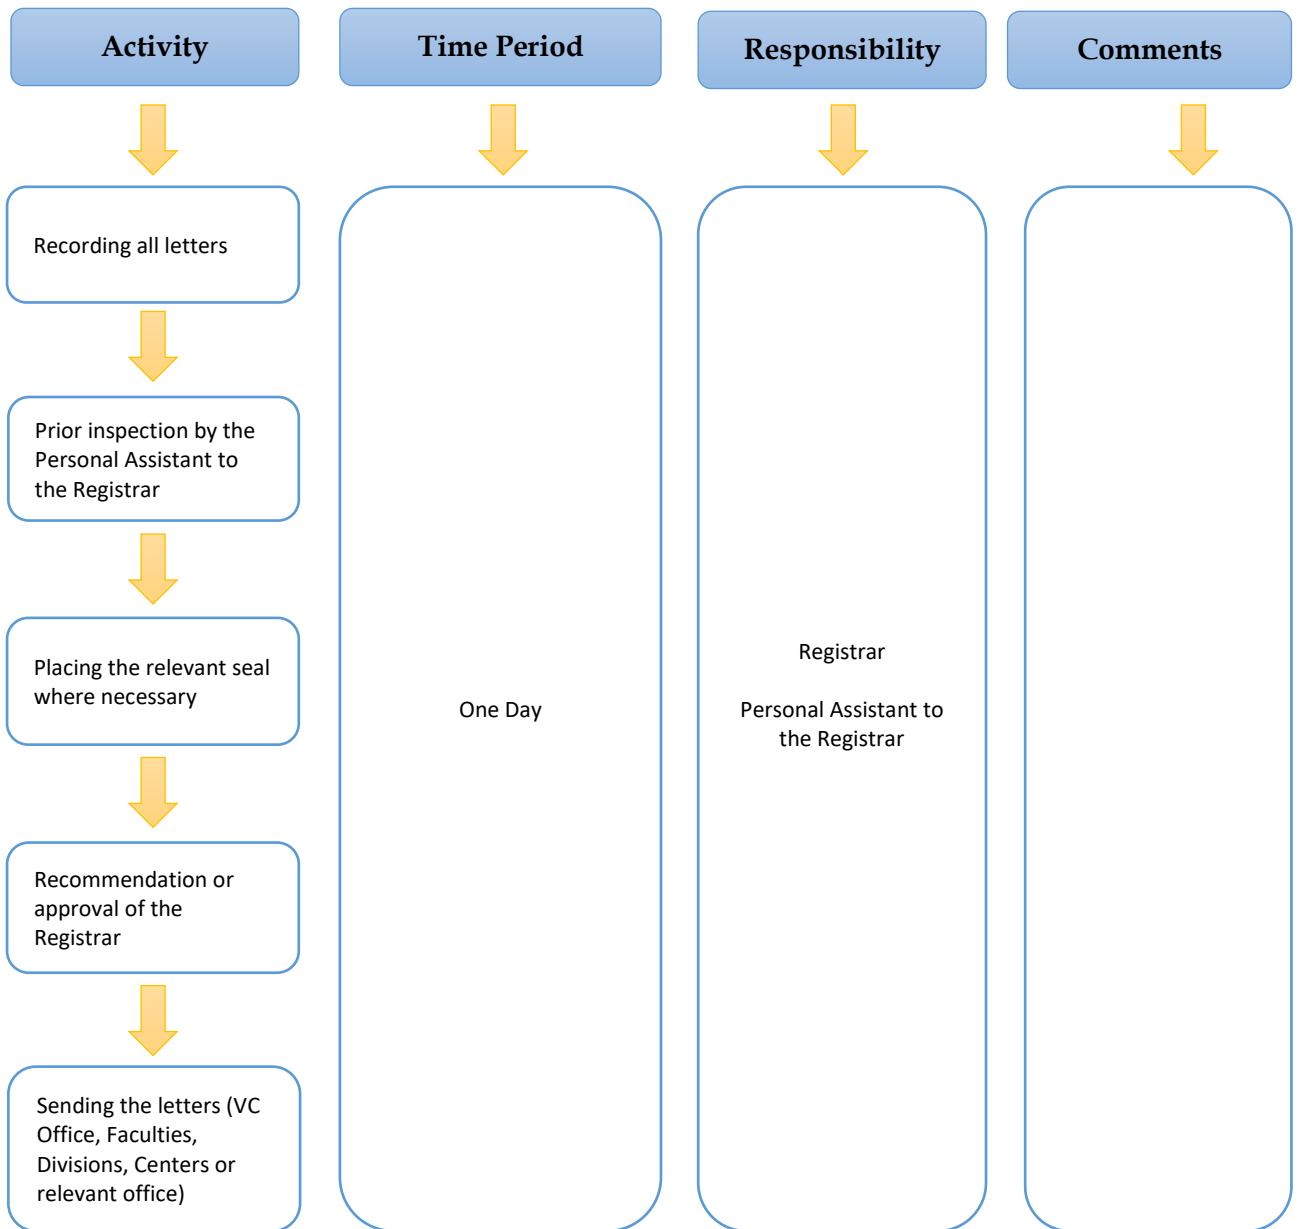 Activity
Time Period
Responsibility
Comments
Recording all letters
Prior inspection by the
Personal Assistant to
the Registrar
Placing the relevant seal
where necessary
Recommendation or
approval of the
Registrar
Sending the letters (VC
Office, Faculties,
Divisions, Centers or
relevant office)
One Day
Registrar
Personal Assistant to
the Registrar